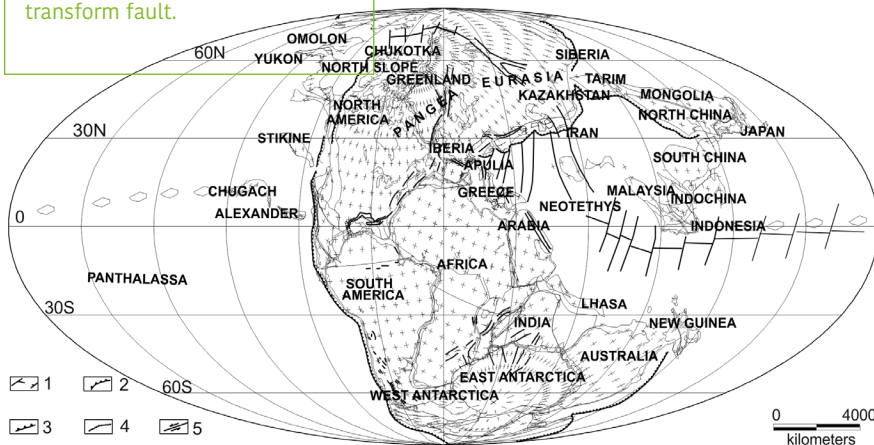 transform fault.
OMOLON
60N
YUKON
CHUKOTKA
SIBERIA
NORTH SLOPE
GREENLAND
EURASIA
TARIM
KAZAKHSTAN
MONGOLIA
NORTH AMERICA
PANGEA
NORTH CHINA
30N
STIKINE
IRAN
JAPAN
IBERIA
APULIA
SOUTH CHINA
CHUGACH
GREECE
MALAYSIA
INDOCHINA
ALEXANDER
NEOTETHYS
0
ARABIA
INDONESIA
PANTHALASSA
AFRICA
SOUTH
AMERICA
LHASA
30S
INDIA
NEW GUINEA
AUSTRALIA
EAST ANTARCTICA
WEST ANTARCTICA
60S
1
2
3
4
5
0 4000
kilometers